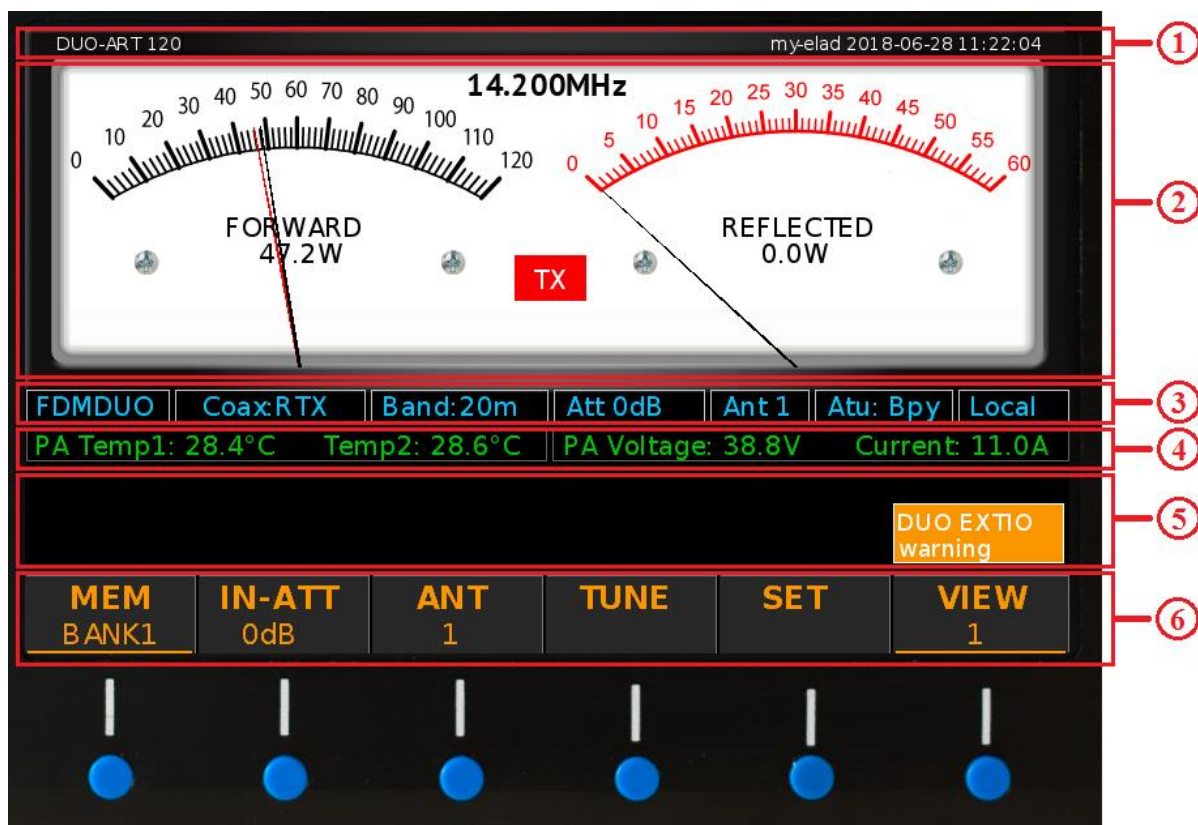 DUO-ART 120 my-elad 2018-06-28 11:22:04
1
14.200MHz
0 10 20 30 40 50 60 70 80 90 100 110 120
0 5 10 15 20 25 30 35 40 45 50 55 60
FORWARD
47.2W
REFLECTED
0.0W
TX
2
FDMDUO Coax:RTX Band:20m Att 0dB Ant 1 Atu: Bpy Local
3
PA Temp1: 28.4°C Temp2: 28.6°C PA Voltage: 38.8V Current: 11.0A
4
DUO EXTIO
warning
5
MEM IN-ATT ANT TUNE SET VIEW
BANK1 0dB 1 1
6